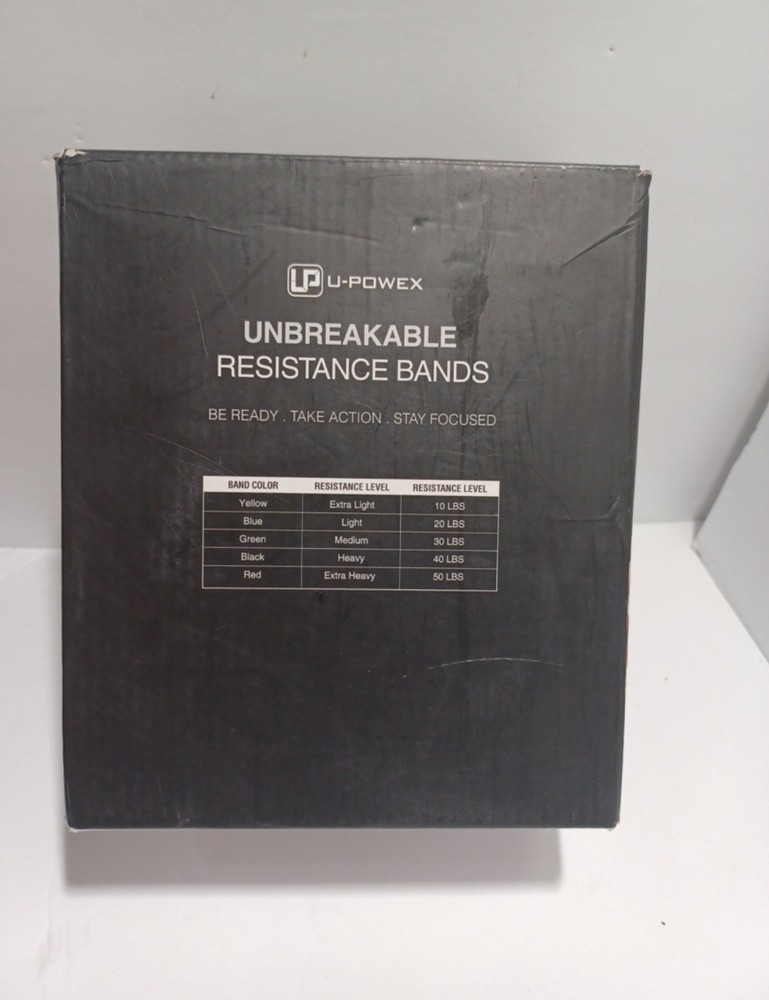 UP U-POWEX
UNBREAKABLE
RESISTANCE BANDS
BE READY . TAKE ACTION . STAY FOCUSED
BAND COLOR RESISTANCE LEVEL RESISTANCE LEVEL
Yellow Extra Light 10 LBS
Blue Light 20 LBS
Green Medium 30 LBS
Black Heavy 40 LBS
Red Extra Heavy 50 LBS